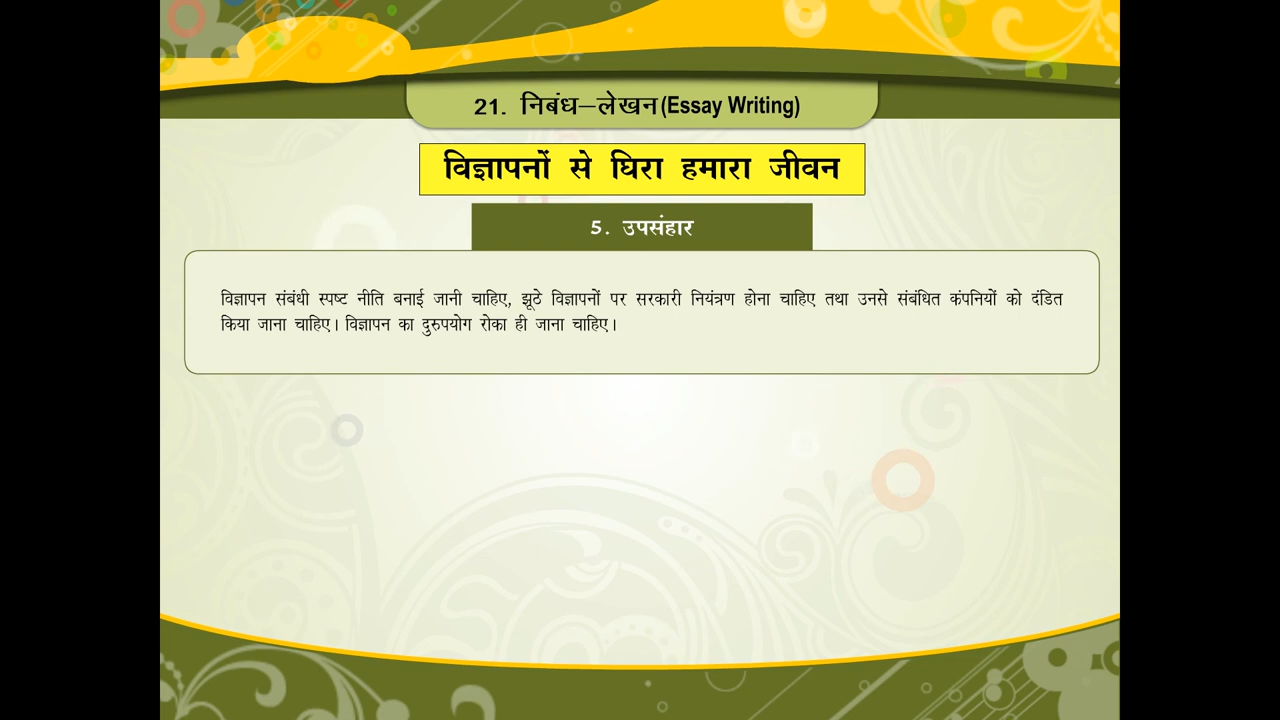 21. निबंध–लेखन(Essay Writing)
विज्ञापनों से घिरा हमारा जीवन
5. उपसंहार
विज्ञापन संबंधी स्पष्ट नीति बनाई जानी चाहिए, झूठे विज्ञापनों पर सरकारी नियंत्रण होना चाहिए तथा उनसे संबंधित कंपनियों को दंडित
किया जाना चाहिए। विज्ञापन का दुरुपयोग रोका ही जाना चाहिए।